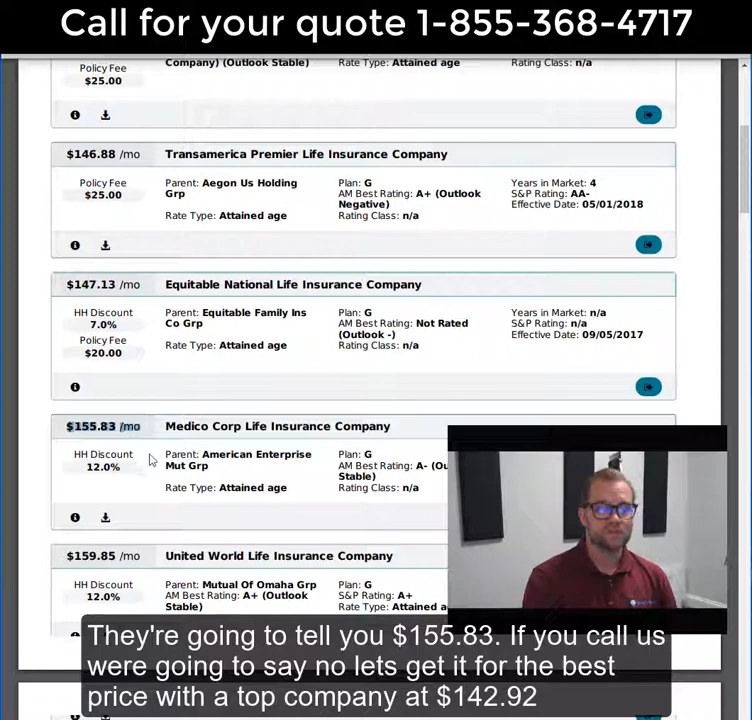 Call for your quote 1-855-368-4717
Policy Fee
$25.00
Company) (Outlook Stable)
Rate Type: Attained age
Rating Class: n/a
$146.88 /mo
Transamerica Premier Life Insurance Company
Policy Fee
$25.00
Parent: Aegon Us Holding
Grp
Rate Type: Attained age
Plan: G
AM Best Rating: A+ (Outlook
Negative)
Rating Class: n/a
Years in Market: 4
S&P Rating: AA-
Effective Date: 05/01/2018
$147.13 /mo
Equitable National Life Insurance Company
HH Discount
7.0%
Policy Fee
$20.00
Parent: Equitable Family Ins
Co Grp
Rate Type: Attained age
Plan: G
AM Best Rating: Not Rated
(Outlook -)
Rating Class: n/a
Years in Market: n/a
S&P Rating: n/a
Effective Date: 09/05/2017
$155.83 /mo
Medico Corp Life Insurance Company
HH Discount
12.0%
Parent: American Enterprise
Mut Grp
Rate Type: Attained age
Plan: G
AM Best Rating: A- (Ou
Stable)
Rating Class: n/a
$159.85 /mo
United World Life Insurance Company
HH Discount
12.0%
Parent: Mutual Of Omaha Grp
AM Best Rating: A+ (Outlook
Stable)
Plan: G
S&P Rating: A+
Rate Type: Attained a
They're going to tell you $155.83. If you call us
were going to say no lets get it for the best
price with a top company at $142.92